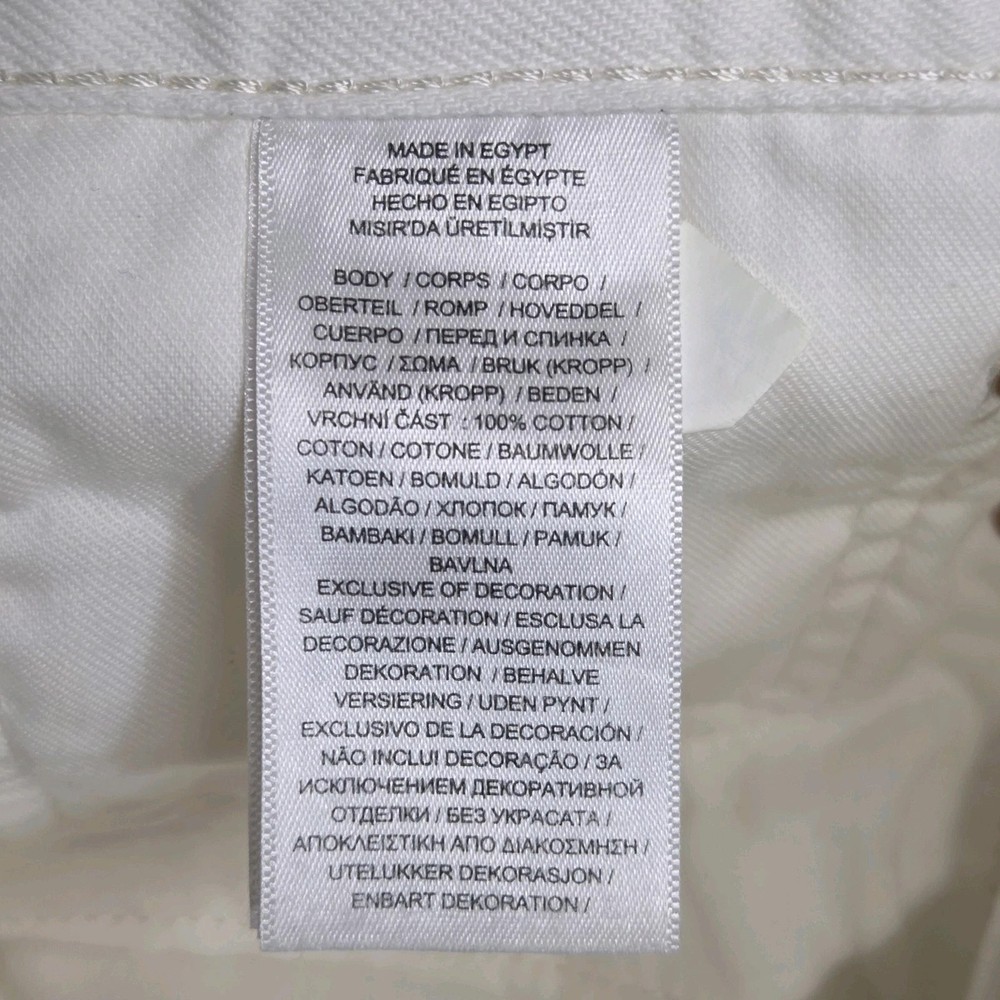 MADE IN EGYPT
FABRIQUÉ EN ÉGYPTE
HECHO EN EGIPTO
MISIR'DA ÜRETİLMİŞTİR
BODY / CORPS / CORPO /
OBERTEIL / ROMP / HOVEDDEL /
CUERPO / ПЕРЕД И СПИНКА /
КОРПУС / ΣΩΜΑ / BRUK (KROPP) /
ANVÄND (KROPP) / BEDEN /
VRCHNÍ ČÁST : 100% COTTON /
COTON / COTONE / BAUMWOLLE /
KATOEN / BOMULD / ALGODÓN /
ALGODÃO / ХЛОПОК / ПАМУК /
BAMBAKI / BOMULL / PAMUK /
BAVLNA
EXCLUSIVE OF DECORATION /
SAUF DÉCORATION / ESCLUSA LA
DECORAZIONE / AUSGENOMMEN
DEKORATION / BEHALVE
VERSIERING / UDEN PYNT /
EXCLUSIVO DE LA DECORACIÓN /
NÃO INCLUI DECORAÇÃO / ЗА
ИСКЛЮЧЕНИЕМ ДЕКОРАТИВНОЙ
ОТДЕЛКИ / БЕЗ УКРАСАТА /
ΑΠΟΚΛΕΙΣΤΙΚΗ ΑΠΟ ΔΙΑΚΟΣΜΗΣΗ /
UTELUKKER DEKORASJON /
ENBART DEKORATION /